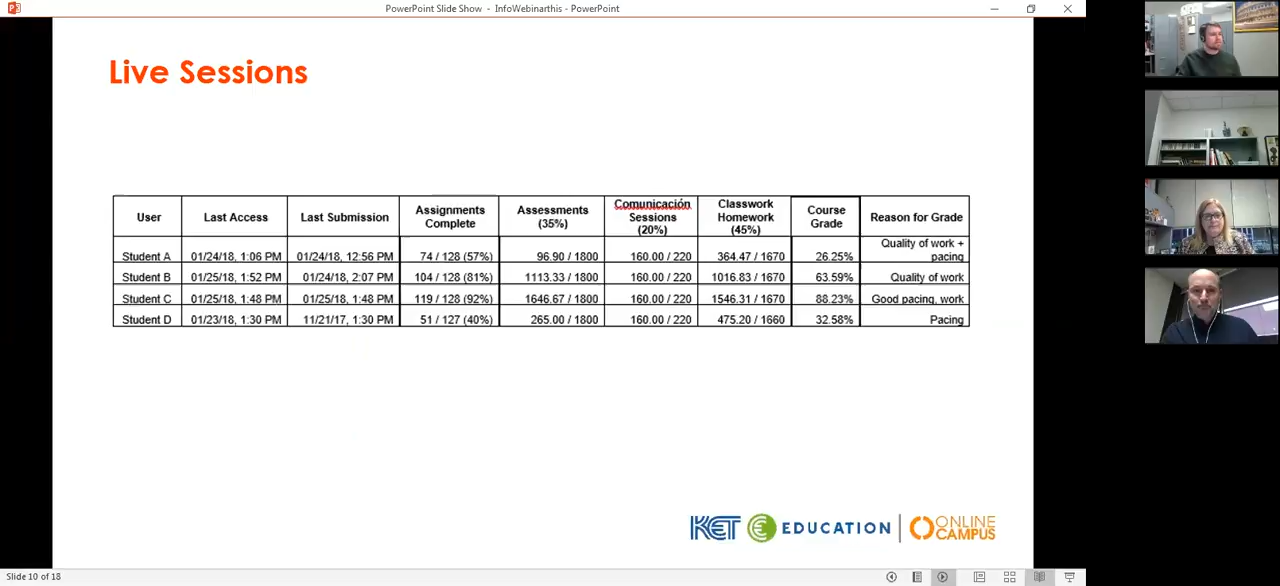 PowerPoint Slide Show - InfoWebinarthis - PowerPoint
Live Sessions
User Last Access Last Submission Assignments Complete Assessments (35%) Comunicación Sessions (20%) Classwork Homework (45%) Course Grade Reason for Grade
Student A 01/24/18, 1:06 PM 01/24/18, 12:56 PM 74 / 128 (57%) 96.90 / 1800 160.00 / 220 364.47 / 1670 26.25% Quality of work + pacing
Student B 01/25/18, 1:52 PM 01/24/18, 2:07 PM 104 / 128 (81%) 1113.33 / 1800 160.00 / 220 1016.83 / 1670 63.59% Quality of work
Student C 01/25/18, 1:48 PM 01/25/18, 1:48 PM 119 / 128 (92%) 1646.67 / 1800 160.00 / 220 1546.31 / 1670 88.23% Good pacing, work
Student D 01/23/18, 1:30 PM 11/21/17, 1:30 PM 51 / 127 (40%) 265.00 / 1800 160.00 / 220 475.20 / 1660 32.58% Pacing
KET EDUCATION ONLINE CAMPUS
Slide 10 of 18